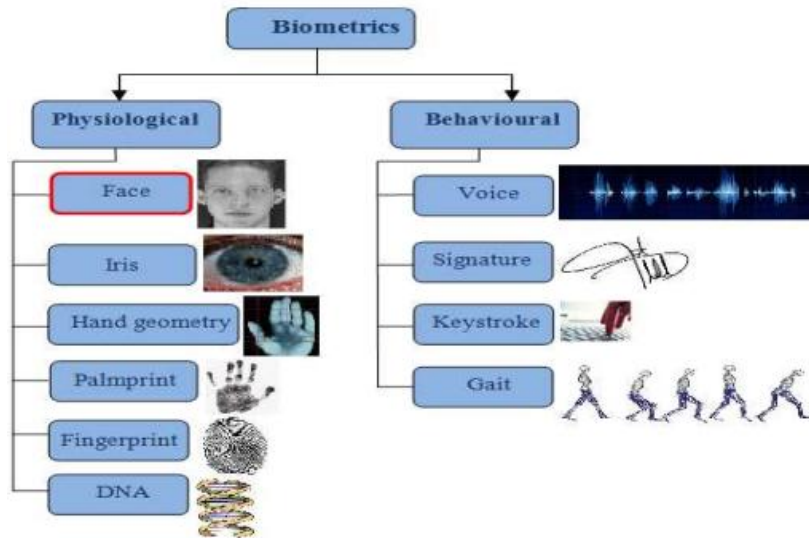 Biometrics
Physiological
Face
Iris
Hand geometry
Palmprint
Fingerprint
DNA
Behavioural
Voice
Signature
Keystroke
Gait